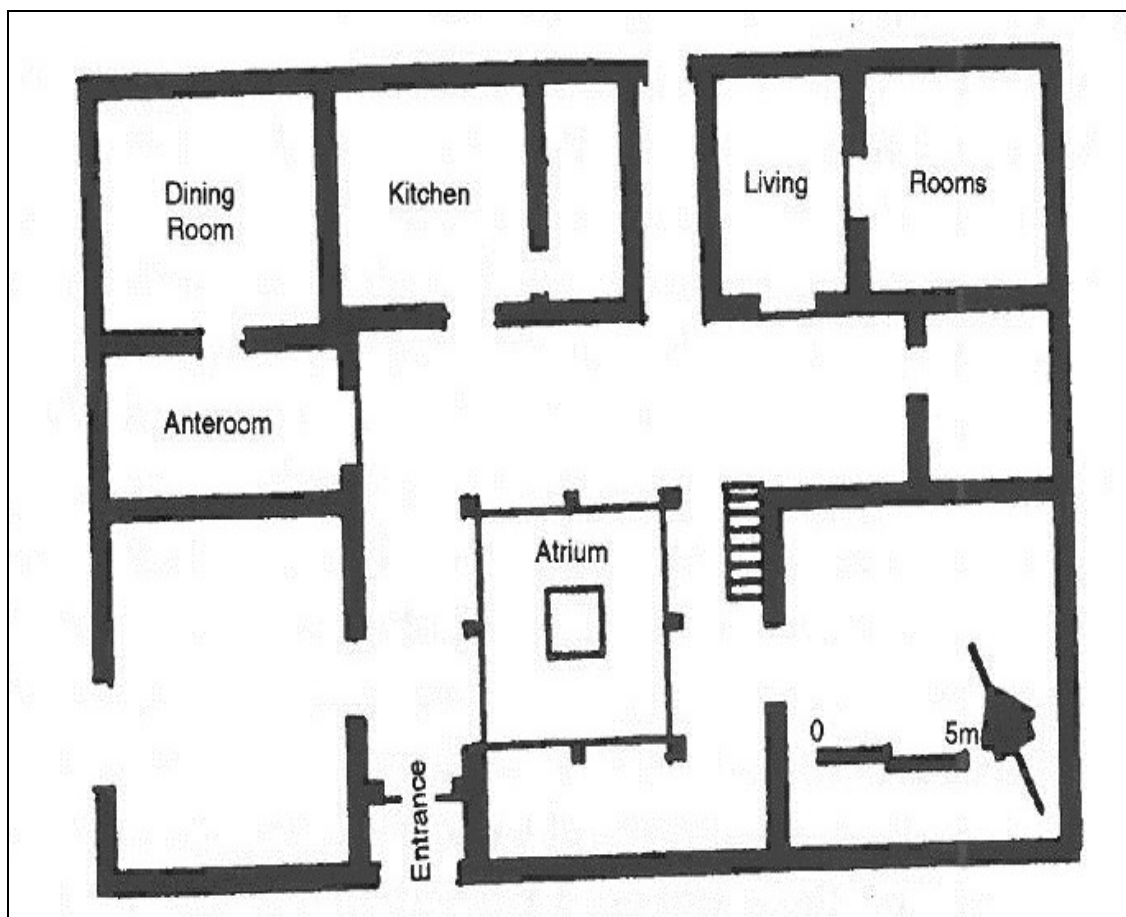 Dining
Room
Kitchen
Living
Rooms
Anteroom
Atrium
0
5m
Entrance